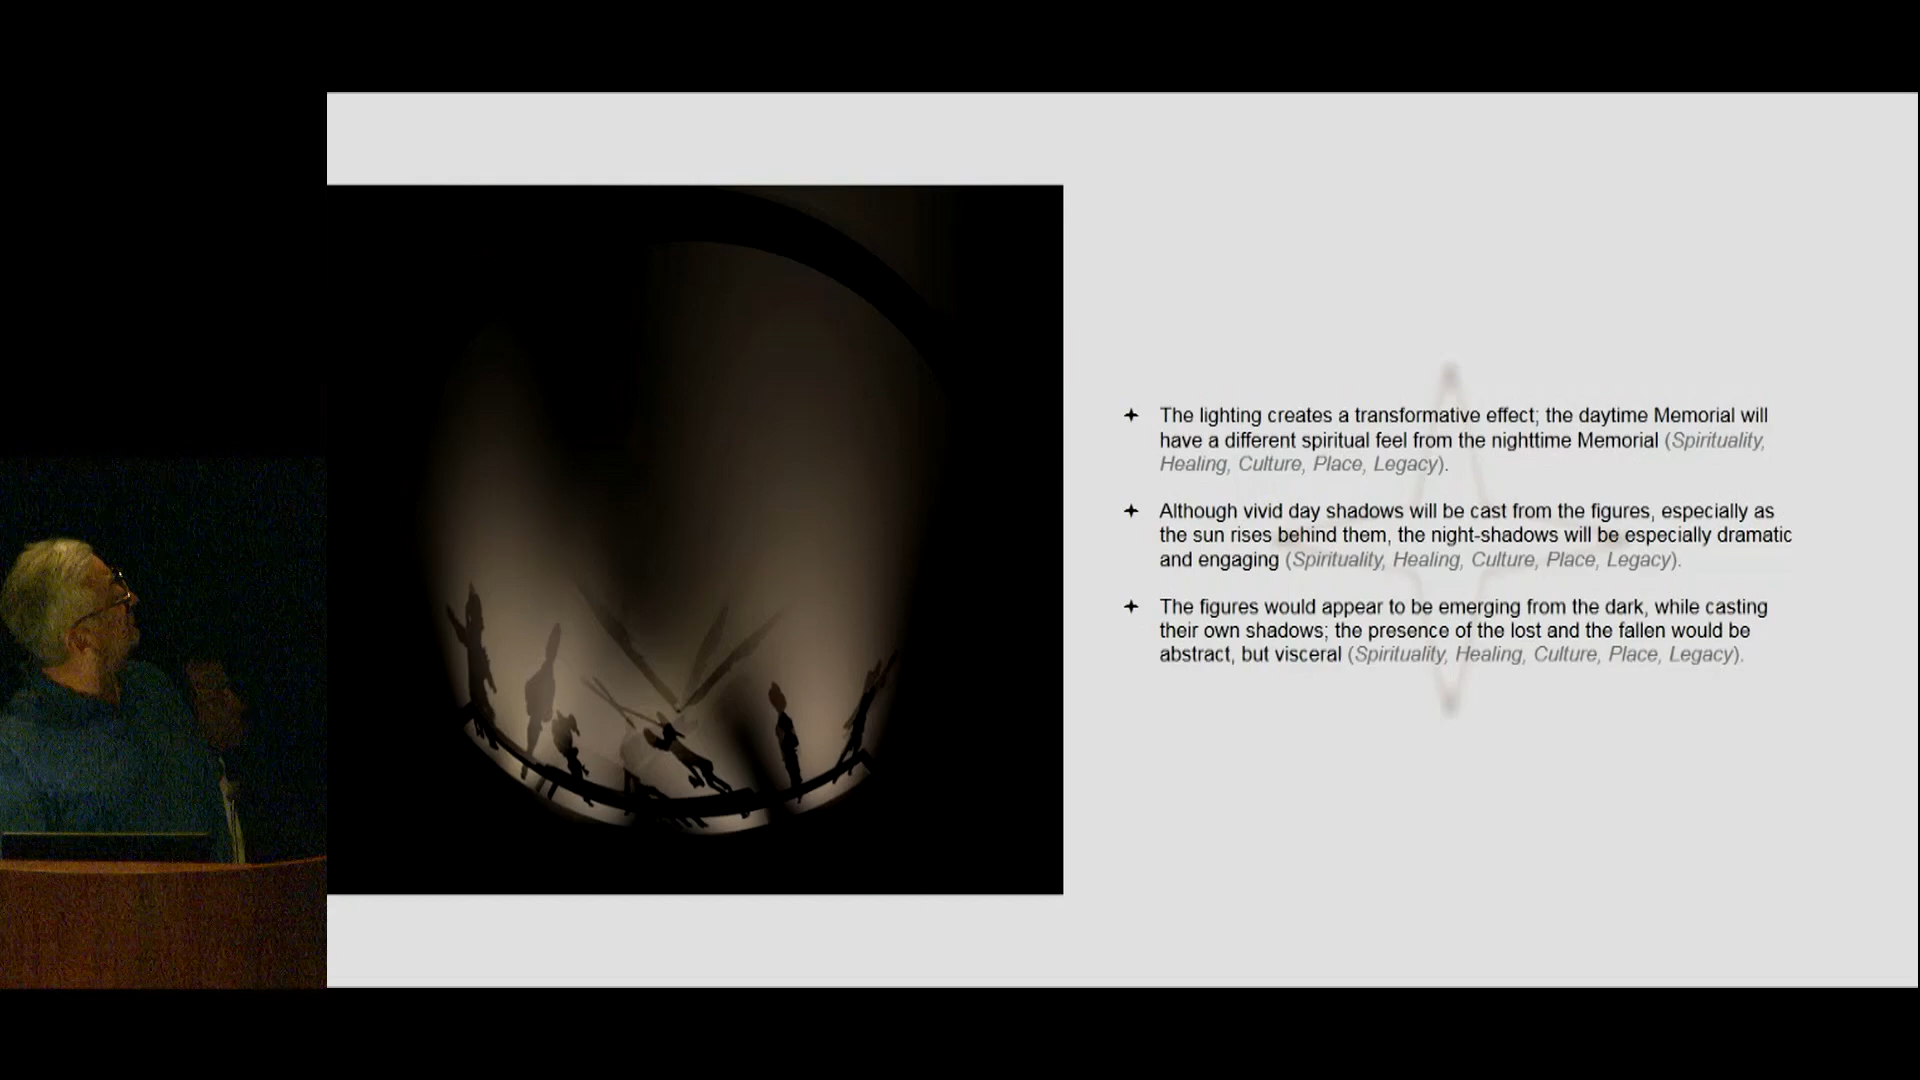 The lighting creates a transformative effect; the daytime Memorial will
have a different spiritual feel from the nighttime Memorial (Spirituality,
Healing, Culture, Place, Legacy).
Although vivid day shadows will be cast from the figures, especially as
the sun rises behind them, the night-shadows will be especially dramatic
and engaging (Spirituality, Healing, Culture, Place, Legacy).
The figures would appear to be emerging from the dark, while casting
their own shadows; the presence of the lost and the fallen would be
abstract, but visceral (Spirituality, Healing, Culture, Place, Legacy).